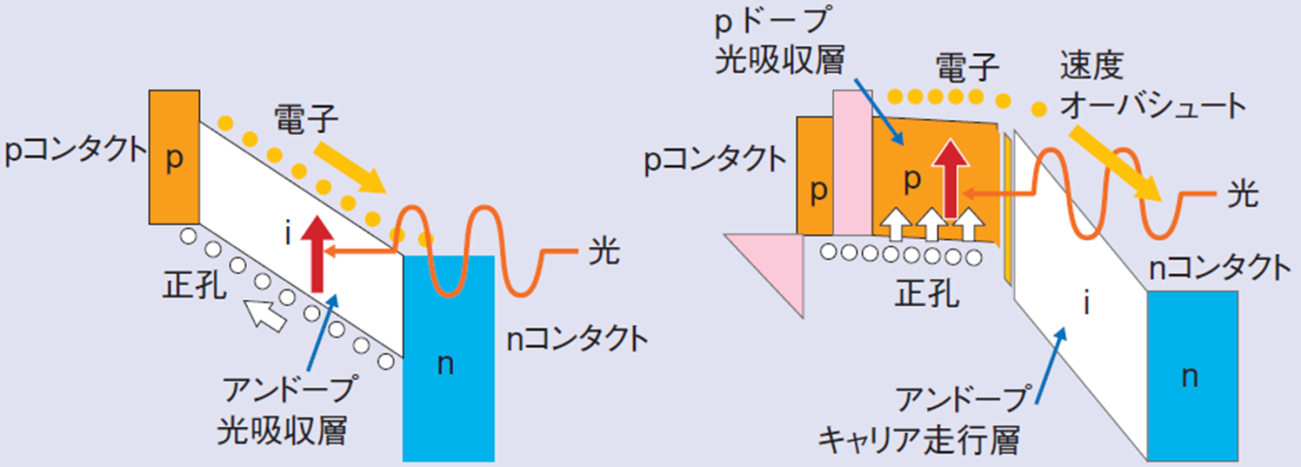 電子
pコンタクト
p
i
光
正孔
nコンタクト
n
アンドープ
光吸収層
pドープ
光吸収層
電子
速度
オーバシュート
pコンタクト
p
p
光
nコンタクト
正孔
i
n
アンドープ
キャリア走行層